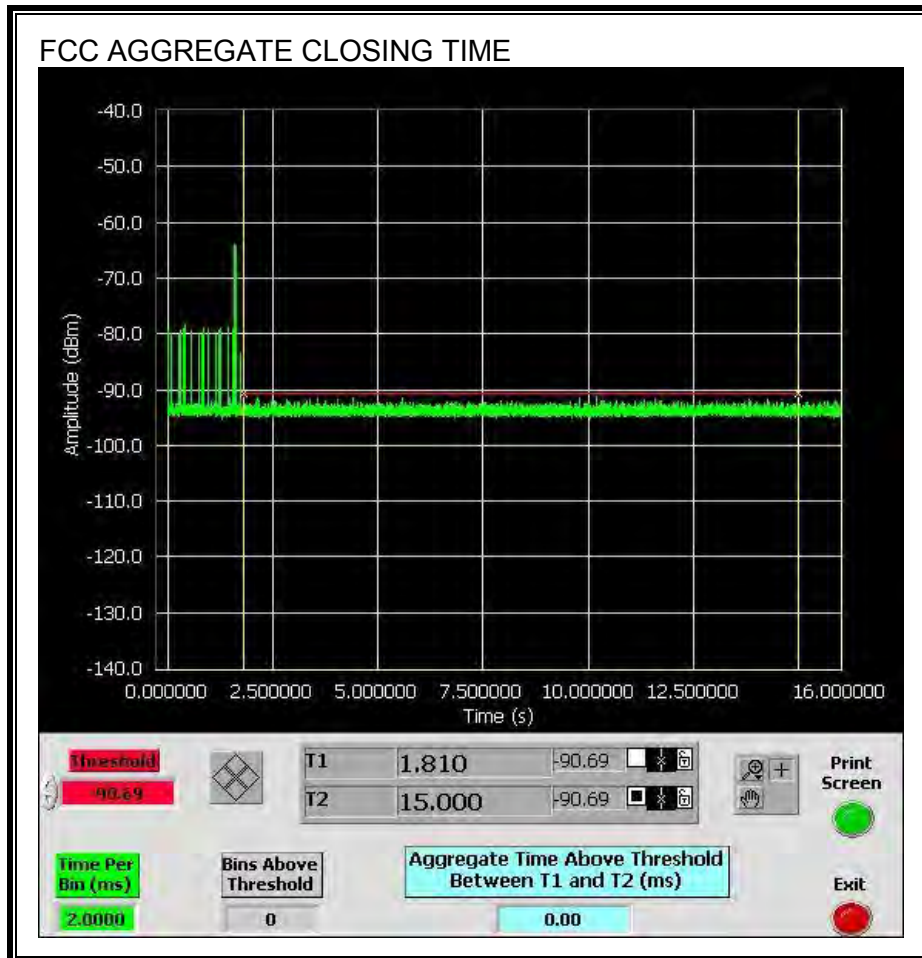 FCC AGGREGATE CLOSING TIME
-40.0
-50.0
-60.0
-70.0
-80.0
-90.0
-100.0
-110.0
-120.0
-130.0
-140.0
Amplitude (dBm)
0.000000 2.500000 5.000000 7.500000 10.000000 12.500000 16.000000
Time (s)
Threshold
-90.69
T1 1.810 -90.69
T2 15.000 -90.69
Print
Screen
Time Per
Bin (ms)
2.0000
Bins Above
Threshold
0
Aggregate Time Above Threshold
Between T1 and T2 (ms)
0.00
Exit